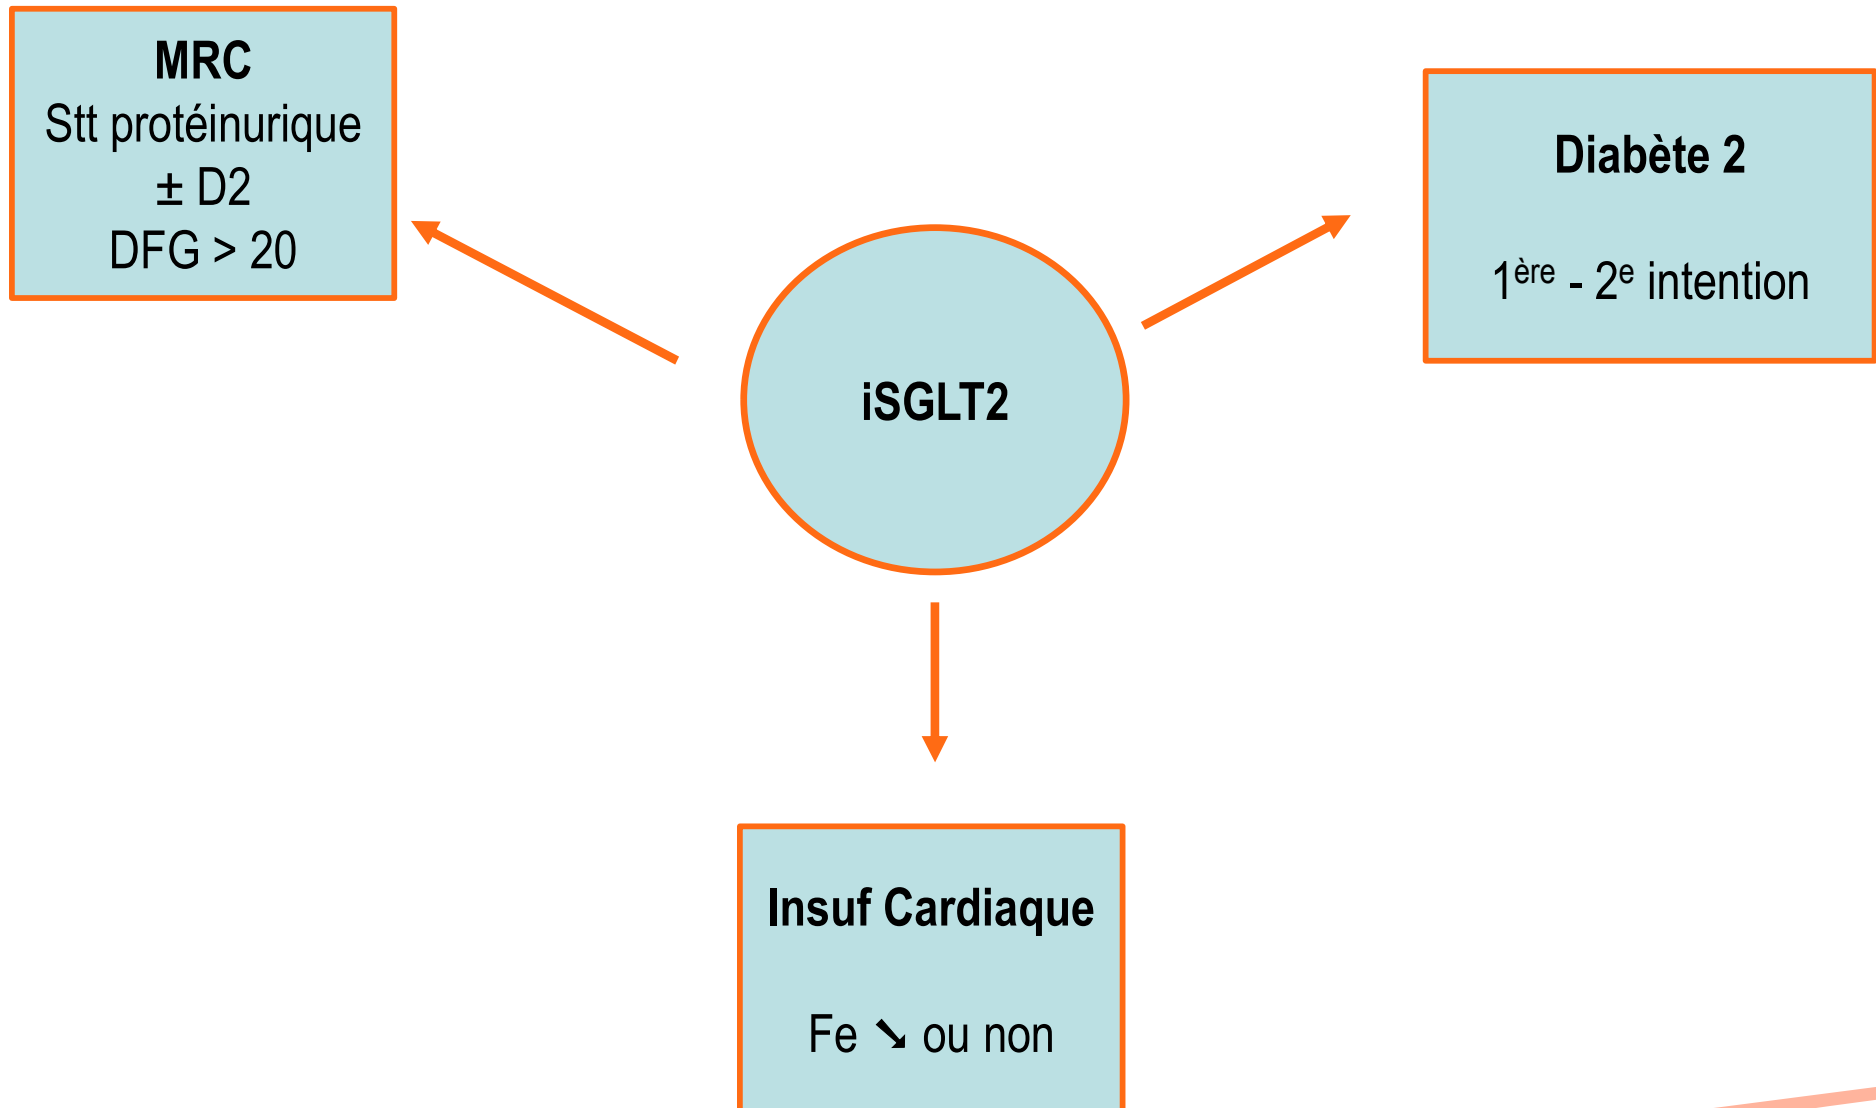 MRC
Stt protéinurique
± D2
DFG > 20
Diabète 2
1ère - 2e intention
iSGLT2
Insuf Cardiaque
Fe ↘ ou non